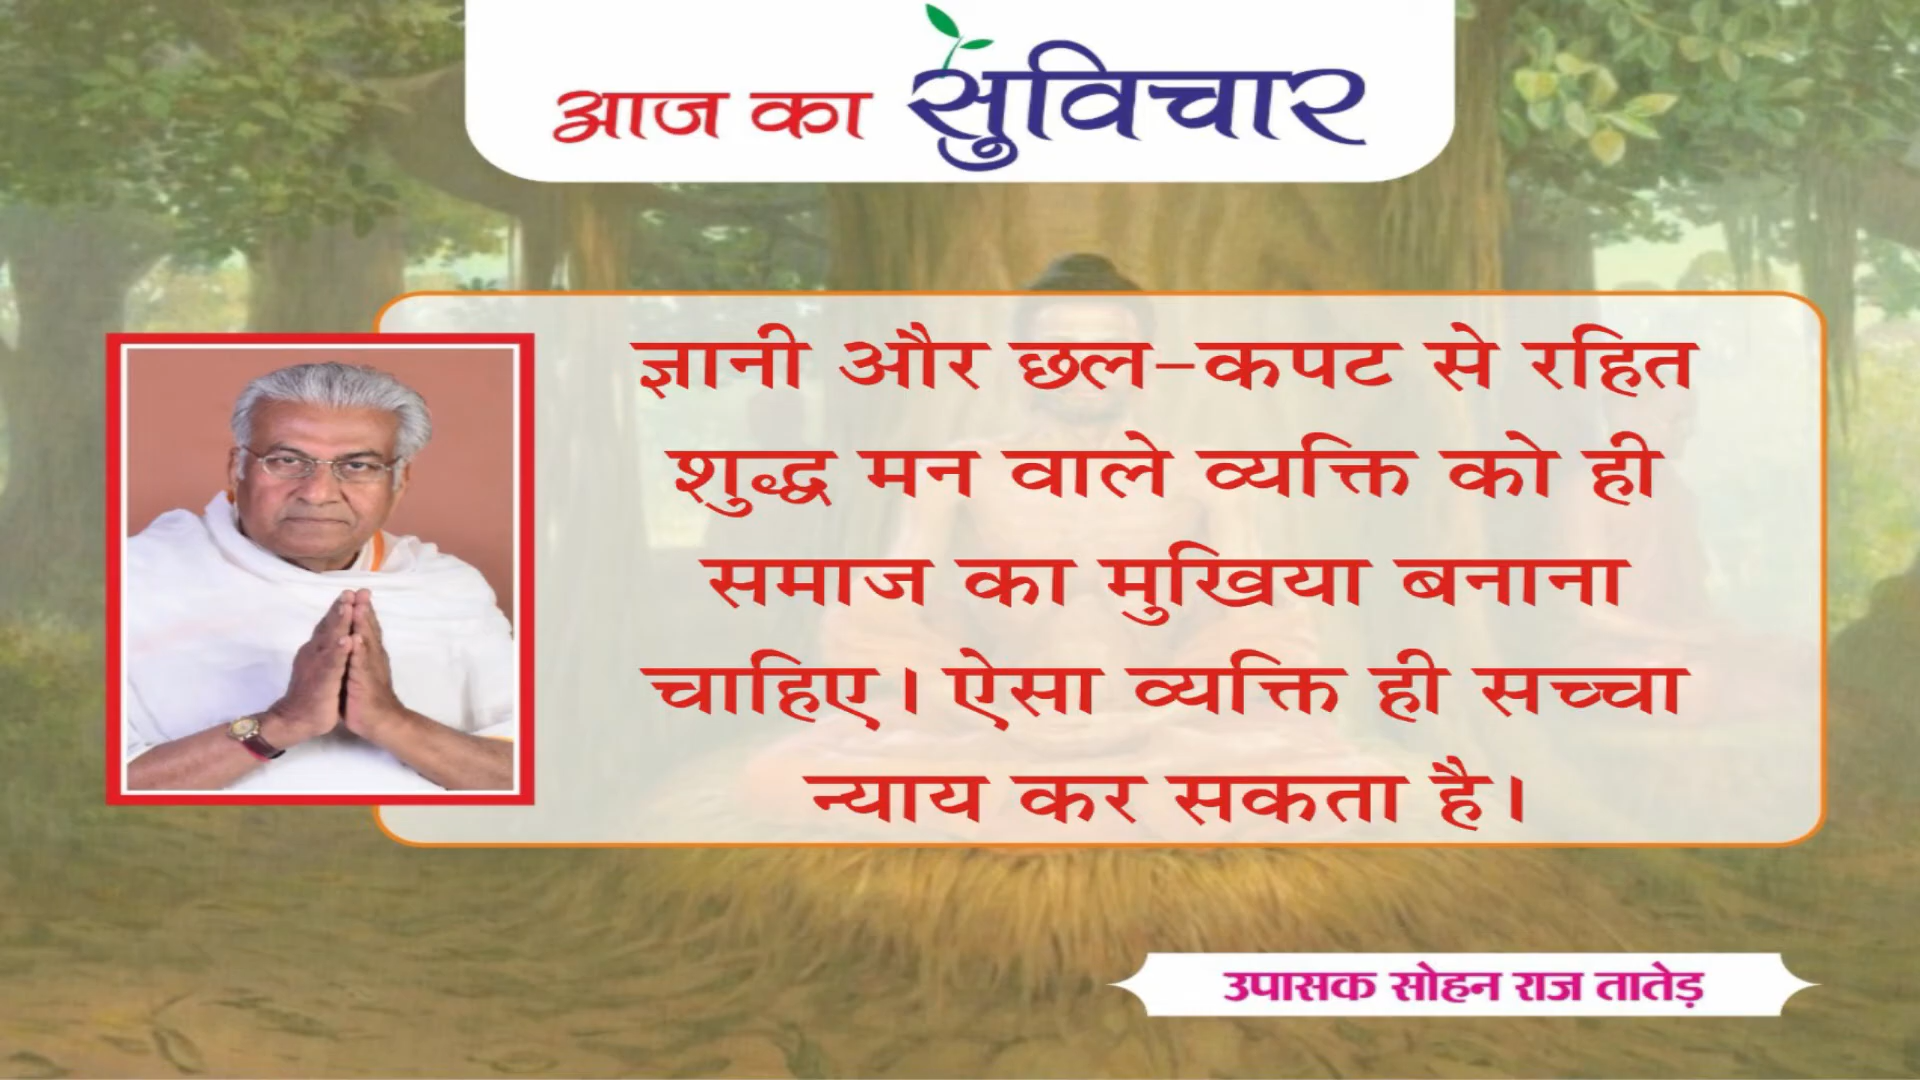 आज का सुविचार
ज्ञानी और छल-कपट से रहित
शुद्ध मन वाले व्यक्ति को ही
समाज का मुखिया बनाना
चाहिए। ऐसा व्यक्ति ही सच्चा
न्याय कर सकता है।
उपासक सोहन राज तातेड़